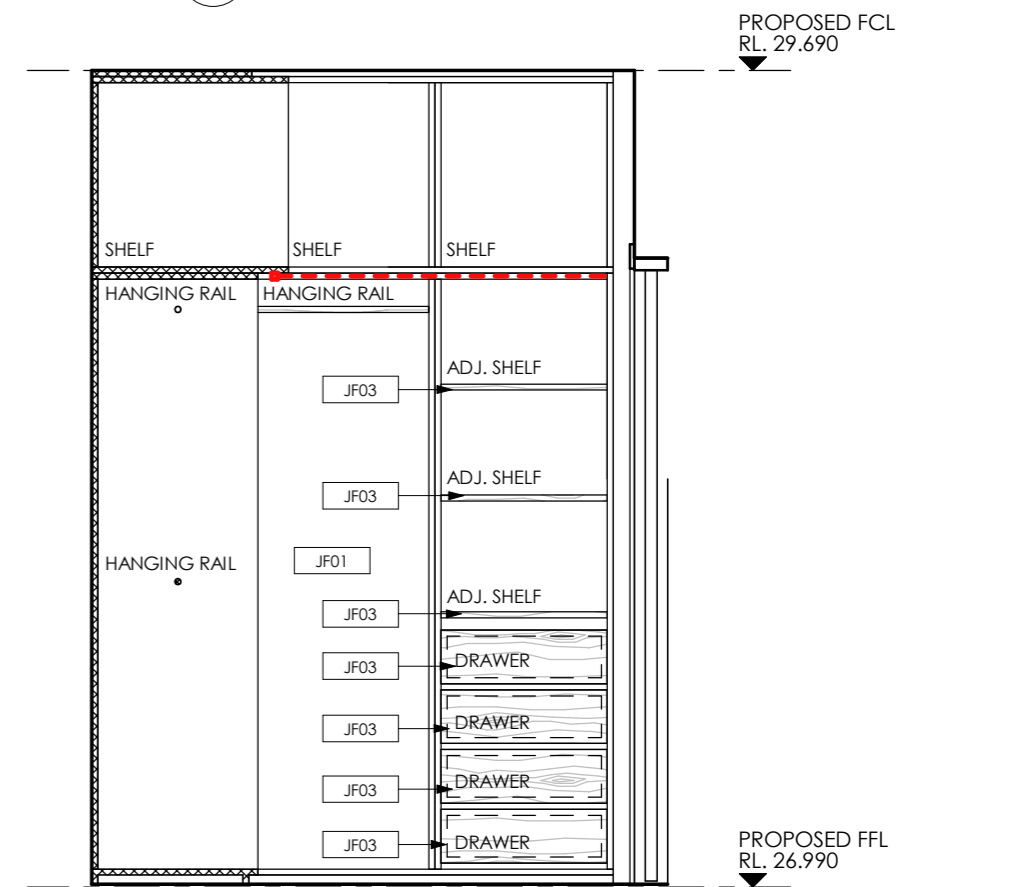 PROPOSED FCL
RL. 29.690
SHELF
SHELF
SHELF
HANGING RAIL
HANGING RAIL
ADJ. SHELF
JF03
ADJ. SHELF
JF03
HANGING RAIL
JF01
ADJ. SHELF
JF03
JF03
DRAWER
JF03
DRAWER
JF03
DRAWER
JF03
DRAWER
PROPOSED FFL
RL. 26.990